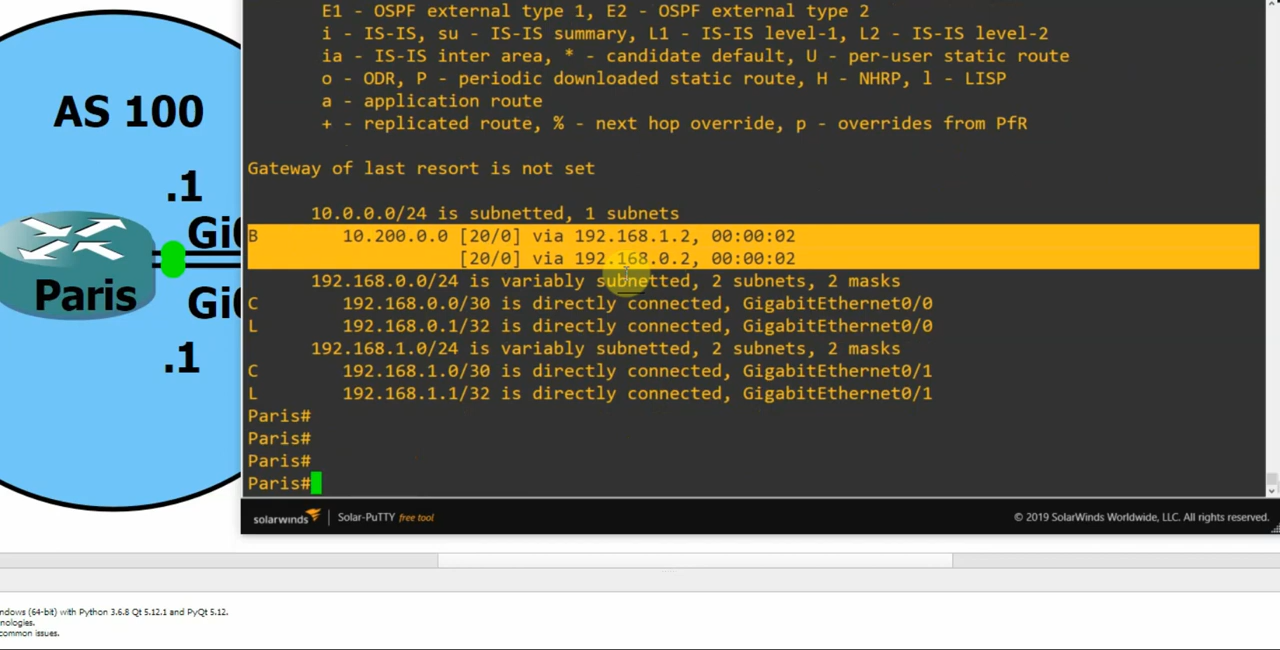 E1 - OSPF external type 1, E2 - OSPF external type 2
i - IS-IS, su - IS-IS summary, L1 - IS-IS level-1, L2 - IS-IS level-2
ia - IS-IS inter area, * - candidate default, U - per-user static route
o - ODR, P - periodic downloaded static route, H - NHRP, l - LISP
a - application route
+ - replicated route, % - next hop override, p - overrides from PfR
Gateway of last resort is not set
10.0.0.0/24 is subnetted, 1 subnets
B 10.200.0.0 [20/0] via 192.168.1.2, 00:00:02
[20/0] via 192.168.0.2, 00:00:02
192.168.0.0/24 is variably subnetted, 2 subnets, 2 masks
C 192.168.0.0/30 is directly connected, GigabitEthernet0/0
L 192.168.0.1/32 is directly connected, GigabitEthernet0/0
192.168.1.0/24 is variably subnetted, 2 subnets, 2 masks
C 192.168.1.0/30 is directly connected, GigabitEthernet0/1
L 192.168.1.1/32 is directly connected, GigabitEthernet0/1
Paris#
Paris#
Paris#
Paris#
AS 100
.1
Gi0
Paris
Gi0
.1
solarwinds Solar-PuTTY free tool © 2019 SolarWinds Worldwide, LLC. All rights reserved.
ndows (64-bit) with Python 3.6.8 Qt 5.12.1 and PyQt 5.12.
nologies.
common issues.